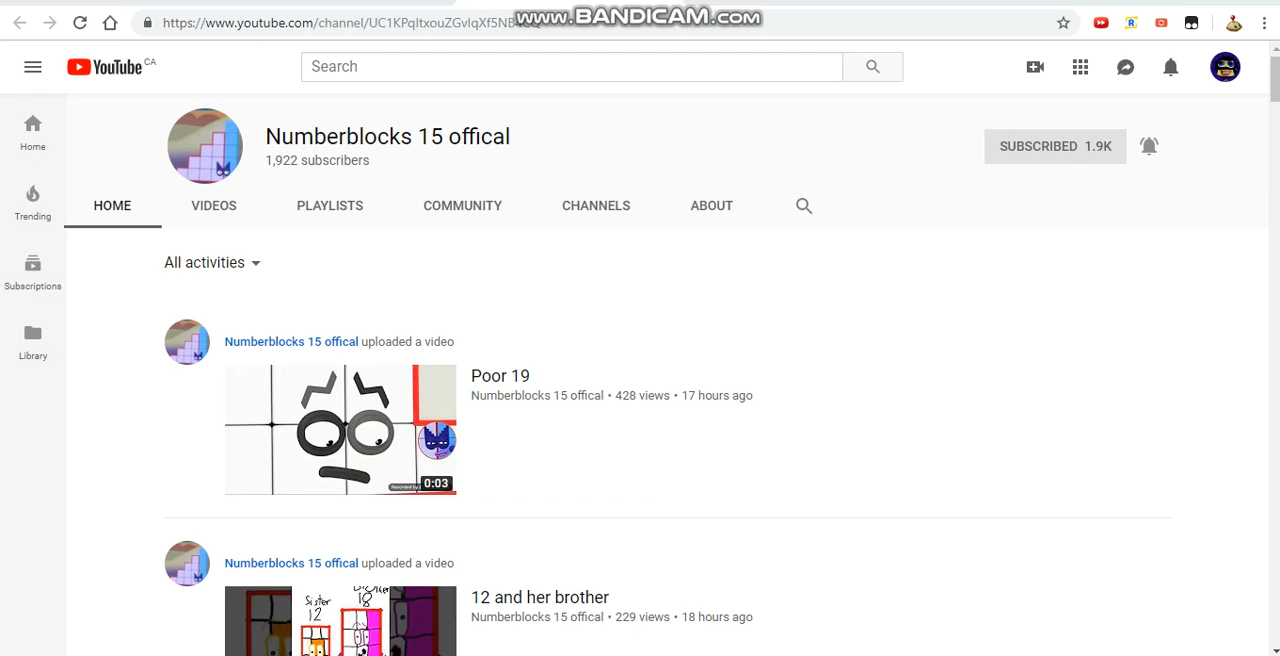 www.BANDICAM.com
https://www.youtube.com/channel/
YouTube CA
Search
Home
Trending
Subscriptions
Library
Numberblocks 15 offical
1,922 subscribers
SUBSCRIBED 1.9K
HOME VIDEOS PLAYLISTS COMMUNITY CHANNELS ABOUT
All activities
Numberblocks 15 offical uploaded a video
Poor 19
Numberblocks 15 offical • 428 views • 17 hours ago
0:03
Numberblocks 15 offical uploaded a video
12 and her brother
Numberblocks 15 offical • 229 views • 18 hours ago
Sister
12
18